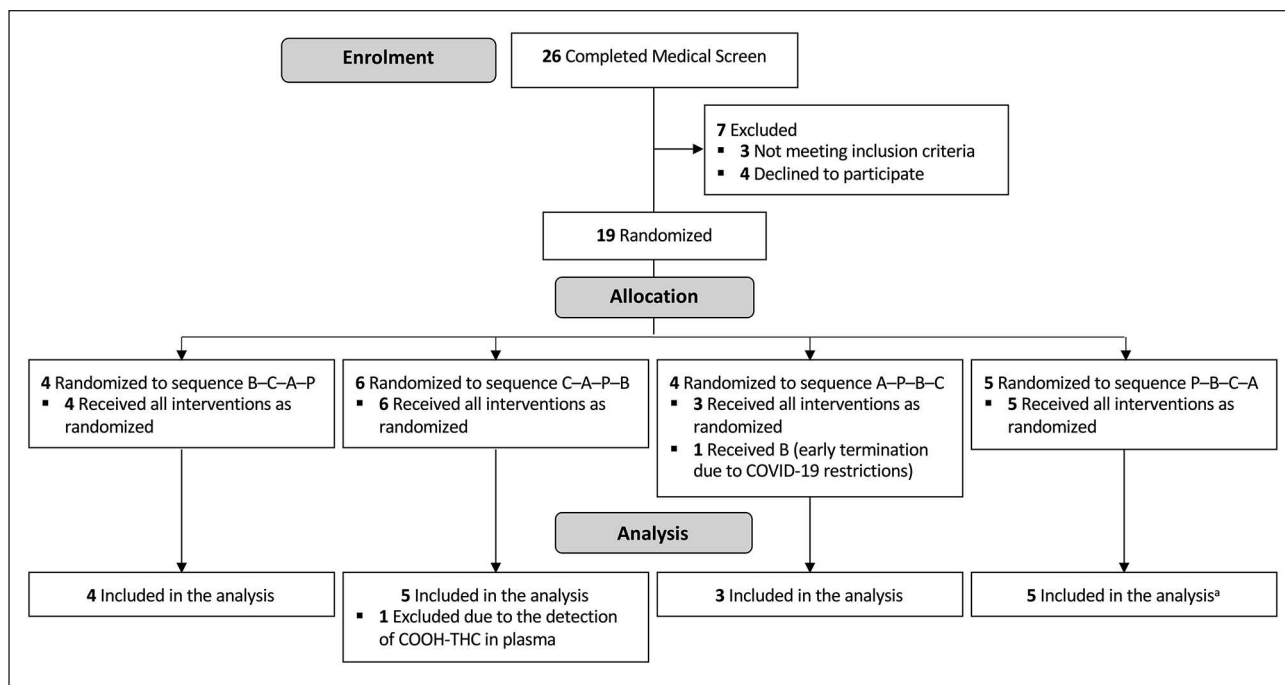 Enrolment
26 Completed Medical Screen
7 Excluded
▪ 3 Not meeting inclusion criteria
▪ 4 Declined to participate
19 Randomized
Allocation
4 Randomized to sequence B–C–A–P
▪ 4 Received all interventions as
randomized
6 Randomized to sequence C–A–P–B
▪ 6 Received all interventions as
randomized
4 Randomized to sequence A–P–B–C
▪ 3 Received all interventions as
randomized
▪ 1 Received B (early termination
due to COVID-19 restrictions)
5 Randomized to sequence P–B–C–A
▪ 5 Received all interventions as
randomized
Analysis
4 Included in the analysis
5 Included in the analysis
▪ 1 Excluded due to the detection
of COOH-THC in plasma
3 Included in the analysis
5 Included in the analysisᵃ